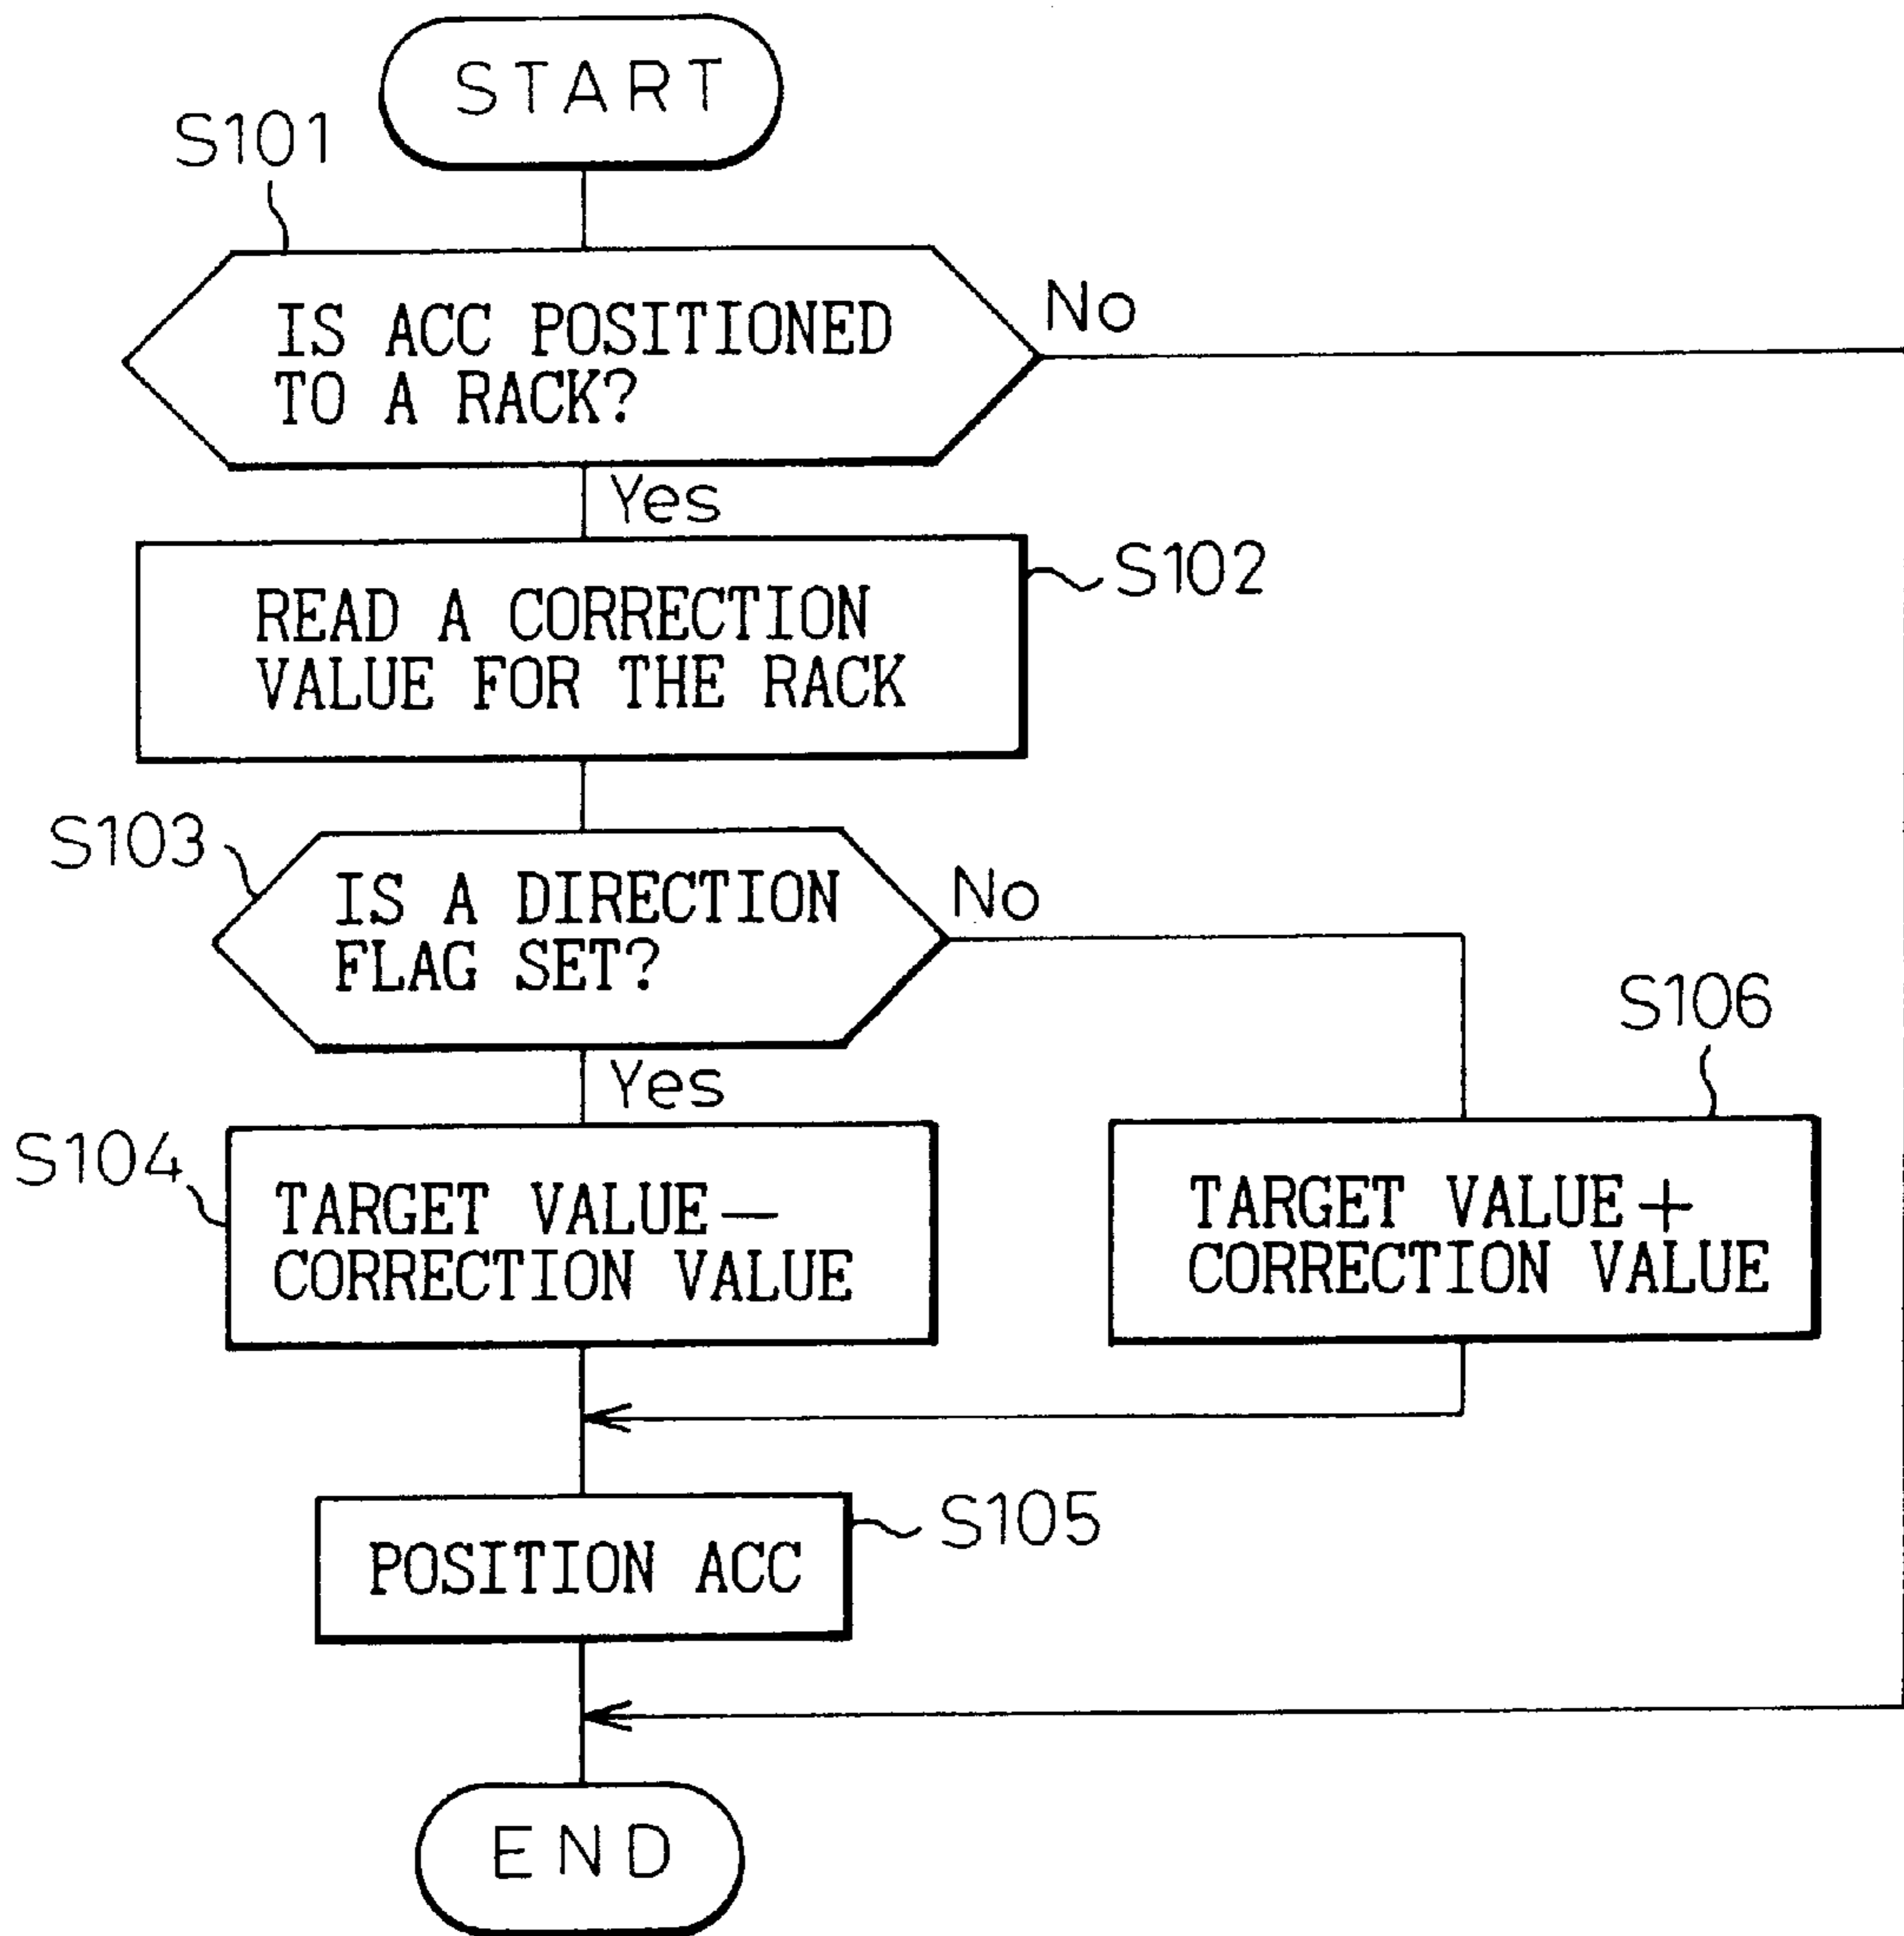 START
S101
IS ACC POSITIONED
TO A RACK?
No
Yes
READ A CORRECTION
VALUE FOR THE RACK
S102
S103
IS A DIRECTION
FLAG SET?
No
Yes
S106
S104
TARGET VALUE−
CORRECTION VALUE
TARGET VALUE+
CORRECTION VALUE
POSITION ACC
S105
END